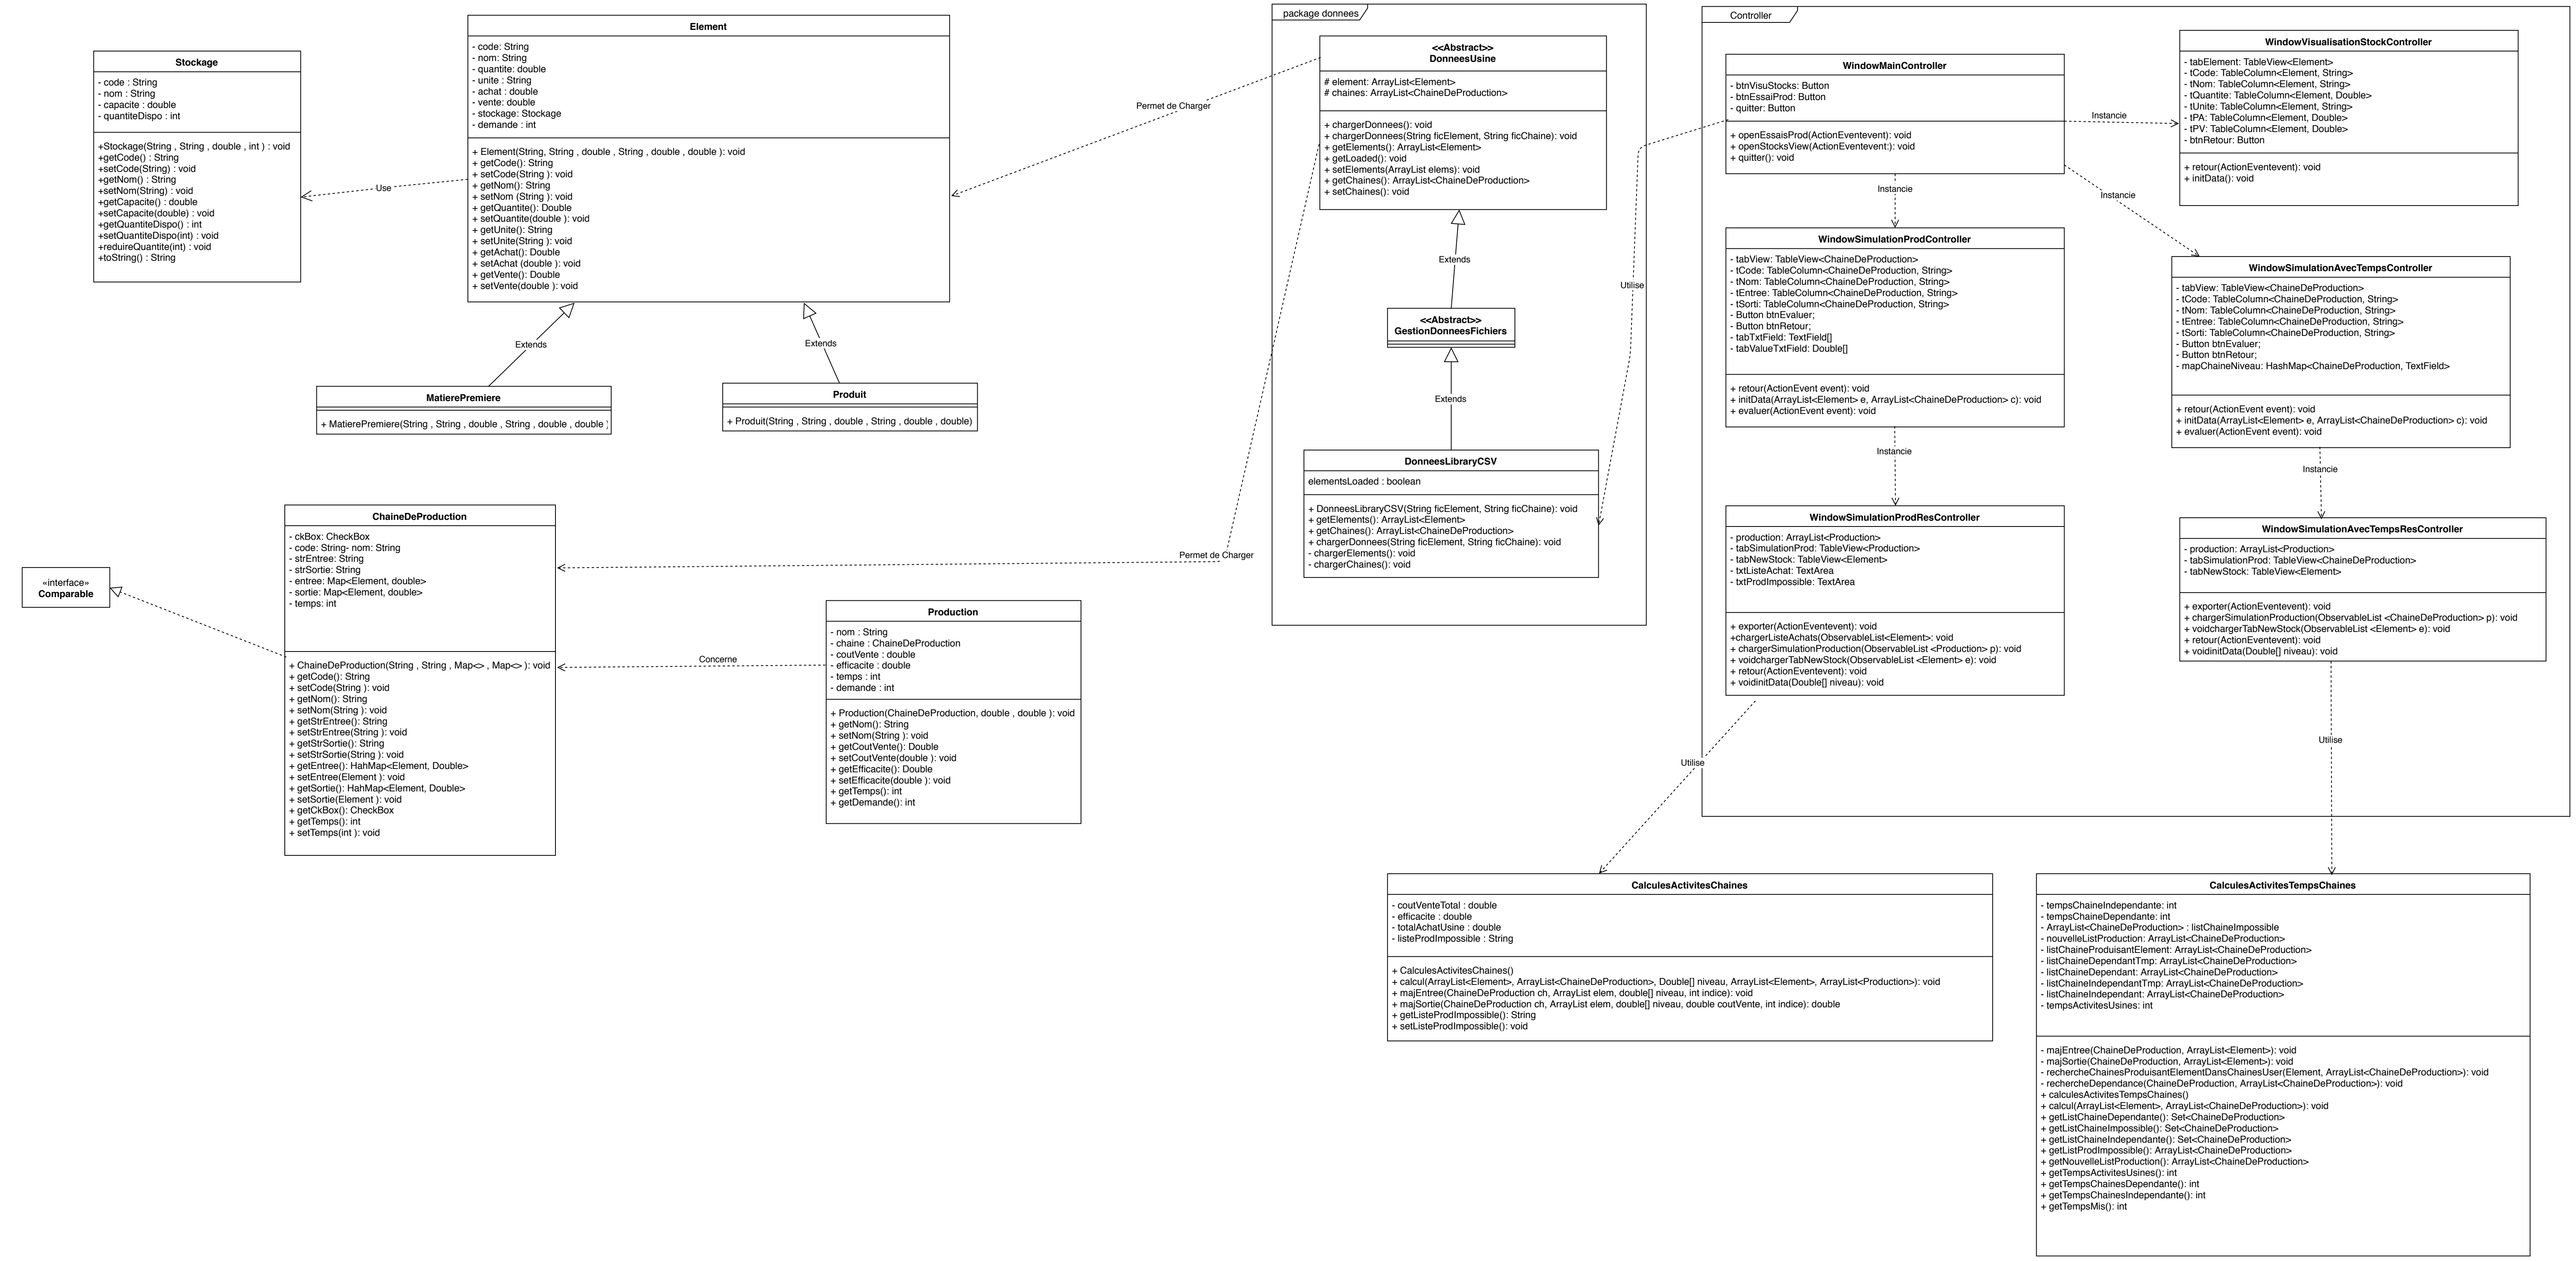 Stockage
- code : String
- nom : String
- capacite : double
- quantiteDispo : int
+Stockage(String , String , double , int ) : void
+getCode() : String
+setCode(String) : void
+getNom() : String
+setNom(String) : void
+getCapacite() : double
+setCapacite(double) : void
+getQuantiteDispo() : int
+setQuantiteDispo(int) : void
+reduireQuantite(int) : void
+toString() : String
Use
Element
- code: String
- nom: String
- quantite: double
- unite : String
- achat : double
- vente: double
- stockage: Stockage
- demande : int
+ Element(String, String , double , String , double , double ): void
+ getCode(): String
+ setCode(String ): void
+ getNom(): String
+ setNom (String ): void
+ getQuantite(): Double
+ setQuantite(double ): void
+ getUnite(): String
+ setUnite(String ): void
+ getAchat(): Double
+ setAchat (double ): void
+ getVente(): Double
+ setVente(double ): void
Extends
Extends
MatierePremiere
+ MatierePremiere(String , String , double , String , double , double )
Produit
+ Produit(String , String , double , String , double , double)
Permet de Charger
package donnees
<<Abstract>>
DonneesUsine
# element: ArrayList<Element>
# chaines: ArrayList<ChaineDeProduction>
+ chargerDonnees(): void
+ chargerDonnees(String ficElement, String ficChaine): void
+ getElements(): ArrayList<Element>
+ getLoaded(): void
+ setElements(ArrayList elems): void
+ getChaines(): ArrayList<ChaineDeProduction>
+ setChaines(): void
Extends
<<Abstract>>
GestionDonneesFichiers
Extends
DonneesLibraryCSV
elementsLoaded : boolean
+ DonneesLibraryCSV(String ficElement, String ficChaine): void
+ getElements(): ArrayList<Element>
+ getChaines(): ArrayList<ChaineDeProduction>
+ chargerDonnees(String ficElement, String ficChaine): void
- chargerElements(): void
- chargerChaines(): void
Utilise
Permet de Charger
«interface»
Comparable
ChaineDeProduction
- ckBox: CheckBox
- code: String- nom: String
- strEntree: String
- strSortie: String
- entree: Map<Element, double>
- sortie: Map<Element, double>
- temps: int
+ ChaineDeProduction(String , String , Map<> , Map<> ): void
+ getCode(): String
+ setCode(String ): void
+ getNom(): String
+ setNom(String ): void
+ getStrEntree(): String
+ setStrEntree(String ): void
+ getStrSortie(): String
+ setStrSortie(String ): void
+ getEntree(): HahMap<Element, Double>
+ setEntree(Element ): void
+ getSortie(): HahMap<Element, Double>
+ setSortie(Element ): void
+ getCkBox(): CheckBox
+ getTemps(): int
+ setTemps(int ): void
Concerne
Production
- nom : String
- chaine : ChaineDeProduction
- coutVente : double
- efficacite : double
- temps : int
- demande : int
+ Production(ChaineDeProduction, double , double ): void
+ getNom(): String
+ setNom(String ): void
+ getCoutVente(): Double
+ setCoutVente(double ): void
+ getEfficacite(): Double
+ setEfficacite(double ): void
+ getTemps(): int
+ getDemande(): int
Controller
WindowMainController
- btnVisuStocks: Button
- btnEssaiProd: Button
- quitter: Button
+ openEssaisProd(ActionEventevent): void
+ openStocksView(ActionEventevent:): void
+ quitter(): void
Instancie
Instancie
Instancie
WindowVisualisationStockController
- tabElement: TableView<Element>
- tCode: TableColumn<Element, String>
- tNom: TableColumn<Element, String>
- tQuantite: TableColumn<Element, Double>
- tUnite: TableColumn<Element, String>
- tPA: TableColumn<Element, Double>
- tPV: TableColumn<Element, Double>
- btnRetour: Button
+ retour(ActionEventevent): void
+ initData(): void
WindowSimulationProdController
- tabView: TableView<ChaineDeProduction>
- tCode: TableColumn<ChaineDeProduction, String>
- tNom: TableColumn<ChaineDeProduction, String>
- tEntree: TableColumn<ChaineDeProduction, String>
- tSorti: TableColumn<ChaineDeProduction, String>
- Button btnEvaluer;
- Button btnRetour;
- tabTxtField: TextField[]
- tabValueTxtField: Double[]
+ retour(ActionEvent event): void
+ initData(ArrayList<Element> e, ArrayList<ChaineDeProduction> c): void
+ evaluer(ActionEvent event): void
Instancie
WindowSimulationAvecTempsController
- tabView: TableView<ChaineDeProduction>
- tCode: TableColumn<ChaineDeProduction, String>
- tNom: TableColumn<ChaineDeProduction, String>
- tEntree: TableColumn<ChaineDeProduction, String>
- tSorti: TableColumn<ChaineDeProduction, String>
- Button btnEvaluer;
- Button btnRetour;
- mapChaineNiveau: HashMap<ChaineDeProduction, TextField>
+ retour(ActionEvent event): void
+ initData(ArrayList<Element> e, ArrayList<ChaineDeProduction> c): void
+ evaluer(ActionEvent event): void
Instancie
WindowSimulationProdResController
- production: ArrayList<Production>
- tabSimulationProd: TableView<Production>
- tabNewStock: TableView<Element>
- txtListeAchat: TextArea
- txtProdImpossible: TextArea
+ exporter(ActionEventevent): void
+chargerListeAchats(ObservableList<Element>: void
+ chargerSimulationProduction(ObservableList <Production> p): void
+ voidchargerTabNewStock(ObservableList <Element> e): void
+ retour(ActionEventevent): void
+ voidinitData(Double[] niveau): void
WindowSimulationAvecTempsResController
- production: ArrayList<Production>
- tabSimulationProd: TableView<ChaineDeProduction>
- tabNewStock: TableView<Element>
+ exporter(ActionEventevent): void
+ chargerSimulationProduction(ObservableList <ChaineDeProduction> p): void
+ voidchargerTabNewStock(ObservableList <Element> e): void
+ retour(ActionEventevent): void
+ voidinitData(Double[] niveau): void
Utilise
Utilise
CalculesActivitesChaines
- coutVenteTotal : double
- efficacite : double
- totalAchatUsine : double
- listeProdImpossible : String
+ CalculesActivitesChaines()
+ calcul(ArrayList<Element>, ArrayList<ChaineDeProduction>, Double[] niveau, ArrayList<Element>, ArrayList<Production>): void
+ majEntree(ChaineDeProduction ch, ArrayList elem, double[] niveau, int indice): void
+ majSortie(ChaineDeProduction ch, ArrayList elem, double[] niveau, double coutVente, int indice): double
+ getListeProdImpossible(): String
+ setListeProdImpossible(): void
CalculesActivitesTempsChaines
- tempsChaineIndependante: int
- tempsChaineDependante: int
- ArrayList<ChaineDeProduction> : listChaineImpossible
- nouvelleListProduction: ArrayList<ChaineDeProduction>
- listChaineProduisantElement: ArrayList<ChaineDeProduction>
- listChaineDependantTmp: ArrayList<ChaineDeProduction>
- listChaineDependant: ArrayList<ChaineDeProduction>
- listChaineIndependantTmp: ArrayList<ChaineDeProduction>
- listChaineIndependant: ArrayList<ChaineDeProduction>
- tempsActivitesUsines: int
- majEntree(ChaineDeProduction, ArrayList<Element>): void
- majSortie(ChaineDeProduction, ArrayList<Element>): void
- rechercheChainesProduisantElementDansChainesUser(Element, ArrayList<ChaineDeProduction>): void
- rechercheDependance(ChaineDeProduction, ArrayList<ChaineDeProduction>): void
+ calculesActivitesTempsChaines()
+ calcul(ArrayList<Element>, ArrayList<ChaineDeProduction>): void
+ getListChaineDependante(): Set<ChaineDeProduction>
+ getListChaineImpossible(): Set<ChaineDeProduction>
+ getListChaineIndependante(): Set<ChaineDeProduction>
+ getListProdImpossible(): ArrayList<ChaineDeProduction>
+ getNouvelleListProduction(): ArrayList<ChaineDeProduction>
+ getTempsActivitesUsines(): int
+ getTempsChainesDependante(): int
+ getTempsChainesIndependante(): int
+ getTempsMis(): int